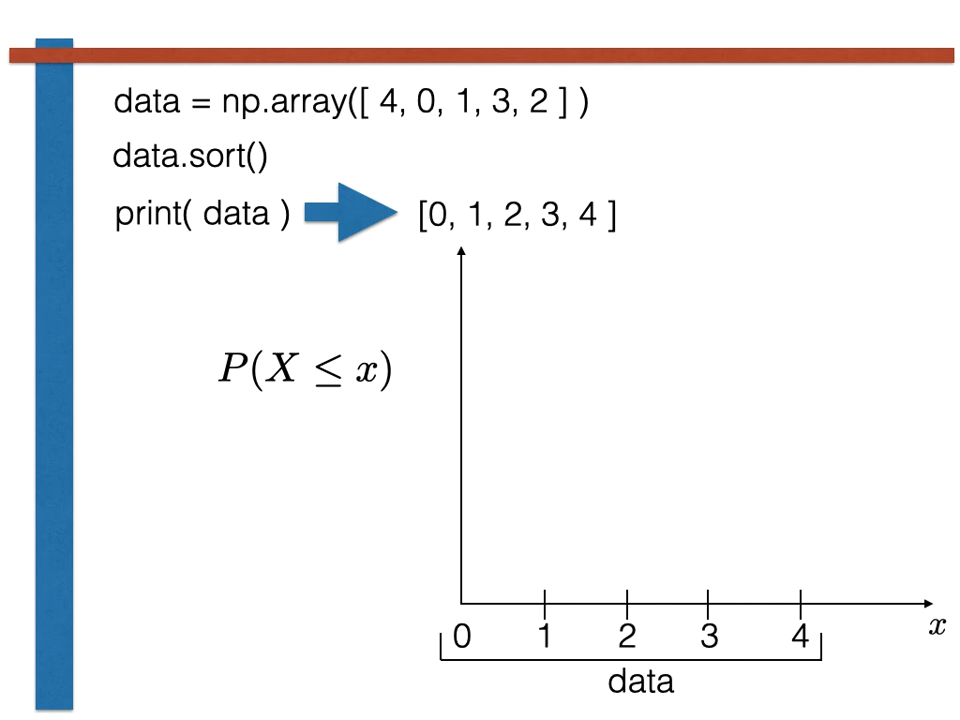 data = np.array([ 4, 0, 1, 3, 2 ] )
data.sort()
print( data ) [0, 1, 2, 3, 4 ]
P(X ≤ x)
0 1 2 3 4 x
data